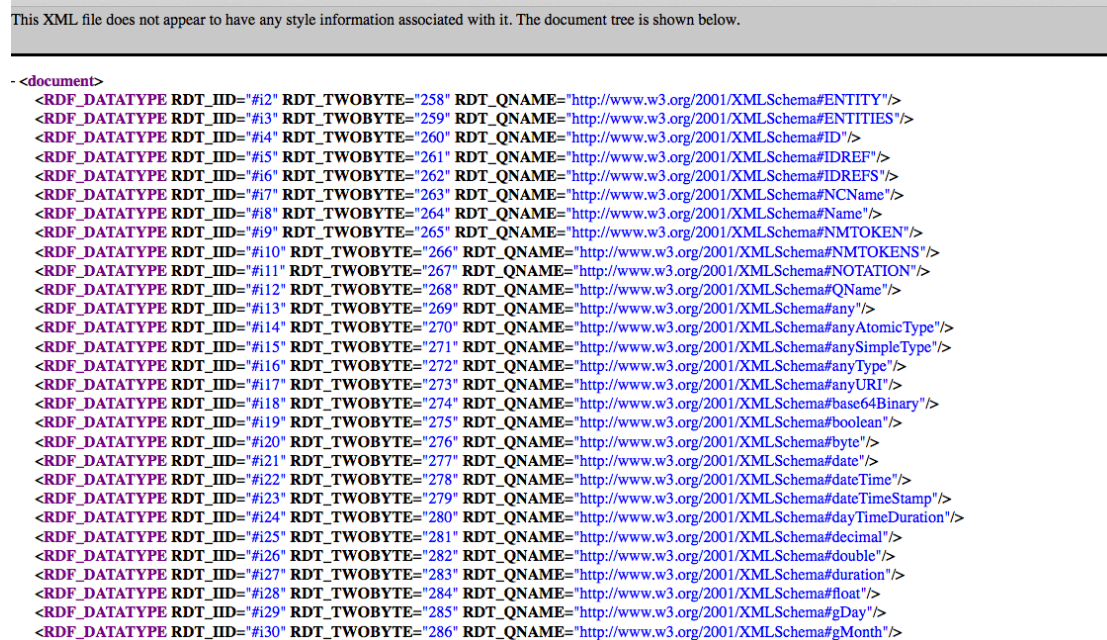 This XML file does not appear to have any style information associated with it. The document tree is shown below.
- <document>
<RDF_DATATYPE RDT_IID="#i2" RDT_TWOBYTE="258" RDT_QNAME="http://www.w3.org/2001/XMLSchema#ENTITY"/>
<RDF_DATATYPE RDT_IID="#i3" RDT_TWOBYTE="259" RDT_QNAME="http://www.w3.org/2001/XMLSchema#ENTITIES"/>
<RDF_DATATYPE RDT_IID="#i4" RDT_TWOBYTE="260" RDT_QNAME="http://www.w3.org/2001/XMLSchema#ID"/>
<RDF_DATATYPE RDT_IID="#i5" RDT_TWOBYTE="261" RDT_QNAME="http://www.w3.org/2001/XMLSchema#IDREF"/>
<RDF_DATATYPE RDT_IID="#i6" RDT_TWOBYTE="262" RDT_QNAME="http://www.w3.org/2001/XMLSchema#IDREFS"/>
<RDF_DATATYPE RDT_IID="#i7" RDT_TWOBYTE="263" RDT_QNAME="http://www.w3.org/2001/XMLSchema#NCName"/>
<RDF_DATATYPE RDT_IID="#i8" RDT_TWOBYTE="264" RDT_QNAME="http://www.w3.org/2001/XMLSchema#Name"/>
<RDF_DATATYPE RDT_IID="#i9" RDT_TWOBYTE="265" RDT_QNAME="http://www.w3.org/2001/XMLSchema#NMTOKEN"/>
<RDF_DATATYPE RDT_IID="#i10" RDT_TWOBYTE="266" RDT_QNAME="http://www.w3.org/2001/XMLSchema#NMTOKENS"/>
<RDF_DATATYPE RDT_IID="#i11" RDT_TWOBYTE="267" RDT_QNAME="http://www.w3.org/2001/XMLSchema#NOTATION"/>
<RDF_DATATYPE RDT_IID="#i12" RDT_TWOBYTE="268" RDT_QNAME="http://www.w3.org/2001/XMLSchema#QName"/>
<RDF_DATATYPE RDT_IID="#i13" RDT_TWOBYTE="269" RDT_QNAME="http://www.w3.org/2001/XMLSchema#any"/>
<RDF_DATATYPE RDT_IID="#i14" RDT_TWOBYTE="270" RDT_QNAME="http://www.w3.org/2001/XMLSchema#anyAtomicType"/>
<RDF_DATATYPE RDT_IID="#i15" RDT_TWOBYTE="271" RDT_QNAME="http://www.w3.org/2001/XMLSchema#anySimpleType"/>
<RDF_DATATYPE RDT_IID="#i16" RDT_TWOBYTE="272" RDT_QNAME="http://www.w3.org/2001/XMLSchema#anyType"/>
<RDF_DATATYPE RDT_IID="#i17" RDT_TWOBYTE="273" RDT_QNAME="http://www.w3.org/2001/XMLSchema#anyURI"/>
<RDF_DATATYPE RDT_IID="#i18" RDT_TWOBYTE="274" RDT_QNAME="http://www.w3.org/2001/XMLSchema#base64Binary"/>
<RDF_DATATYPE RDT_IID="#i19" RDT_TWOBYTE="275" RDT_QNAME="http://www.w3.org/2001/XMLSchema#boolean"/>
<RDF_DATATYPE RDT_IID="#i20" RDT_TWOBYTE="276" RDT_QNAME="http://www.w3.org/2001/XMLSchema#byte"/>
<RDF_DATATYPE RDT_IID="#i21" RDT_TWOBYTE="277" RDT_QNAME="http://www.w3.org/2001/XMLSchema#date"/>
<RDF_DATATYPE RDT_IID="#i22" RDT_TWOBYTE="278" RDT_QNAME="http://www.w3.org/2001/XMLSchema#dateTime"/>
<RDF_DATATYPE RDT_IID="#i23" RDT_TWOBYTE="279" RDT_QNAME="http://www.w3.org/2001/XMLSchema#dateTimeStamp"/>
<RDF_DATATYPE RDT_IID="#i24" RDT_TWOBYTE="280" RDT_QNAME="http://www.w3.org/2001/XMLSchema#dayTimeDuration"/>
<RDF_DATATYPE RDT_IID="#i25" RDT_TWOBYTE="281" RDT_QNAME="http://www.w3.org/2001/XMLSchema#decimal"/>
<RDF_DATATYPE RDT_IID="#i26" RDT_TWOBYTE="282" RDT_QNAME="http://www.w3.org/2001/XMLSchema#double"/>
<RDF_DATATYPE RDT_IID="#i27" RDT_TWOBYTE="283" RDT_QNAME="http://www.w3.org/2001/XMLSchema#duration"/>
<RDF_DATATYPE RDT_IID="#i28" RDT_TWOBYTE="284" RDT_QNAME="http://www.w3.org/2001/XMLSchema#float"/>
<RDF_DATATYPE RDT_IID="#i29" RDT_TWOBYTE="285" RDT_QNAME="http://www.w3.org/2001/XMLSchema#gDay"/>
<RDF_DATATYPE RDT_IID="#i30" RDT_TWOBYTE="286" RDT_QNAME="http://www.w3.org/2001/XMLSchema#gMonth"/>